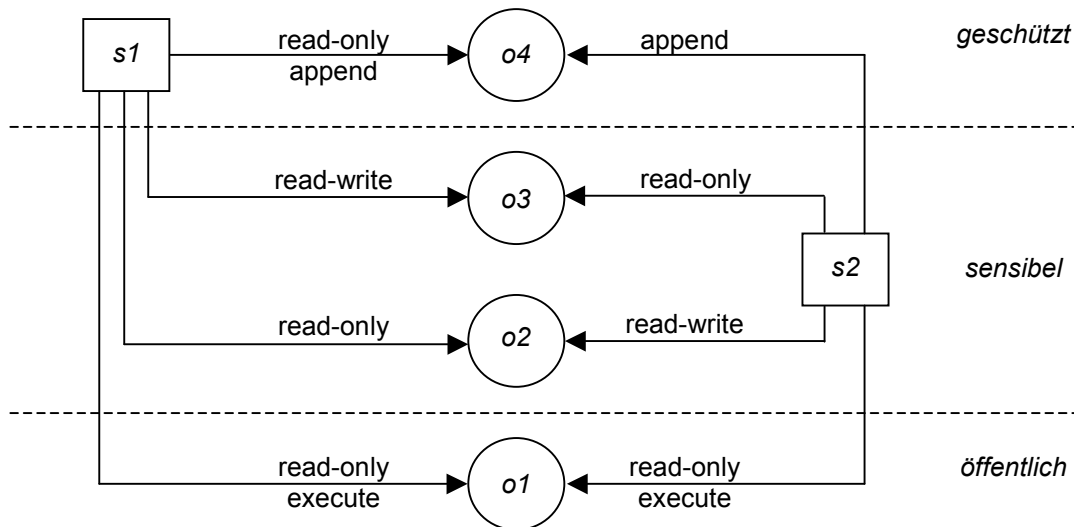 s1
read-only
append
o4
append
geschützt
read-write
o3
read-only
s2
sensibel
read-only
o2
read-write
read-only
execute
o1
read-only
execute
öffentlich